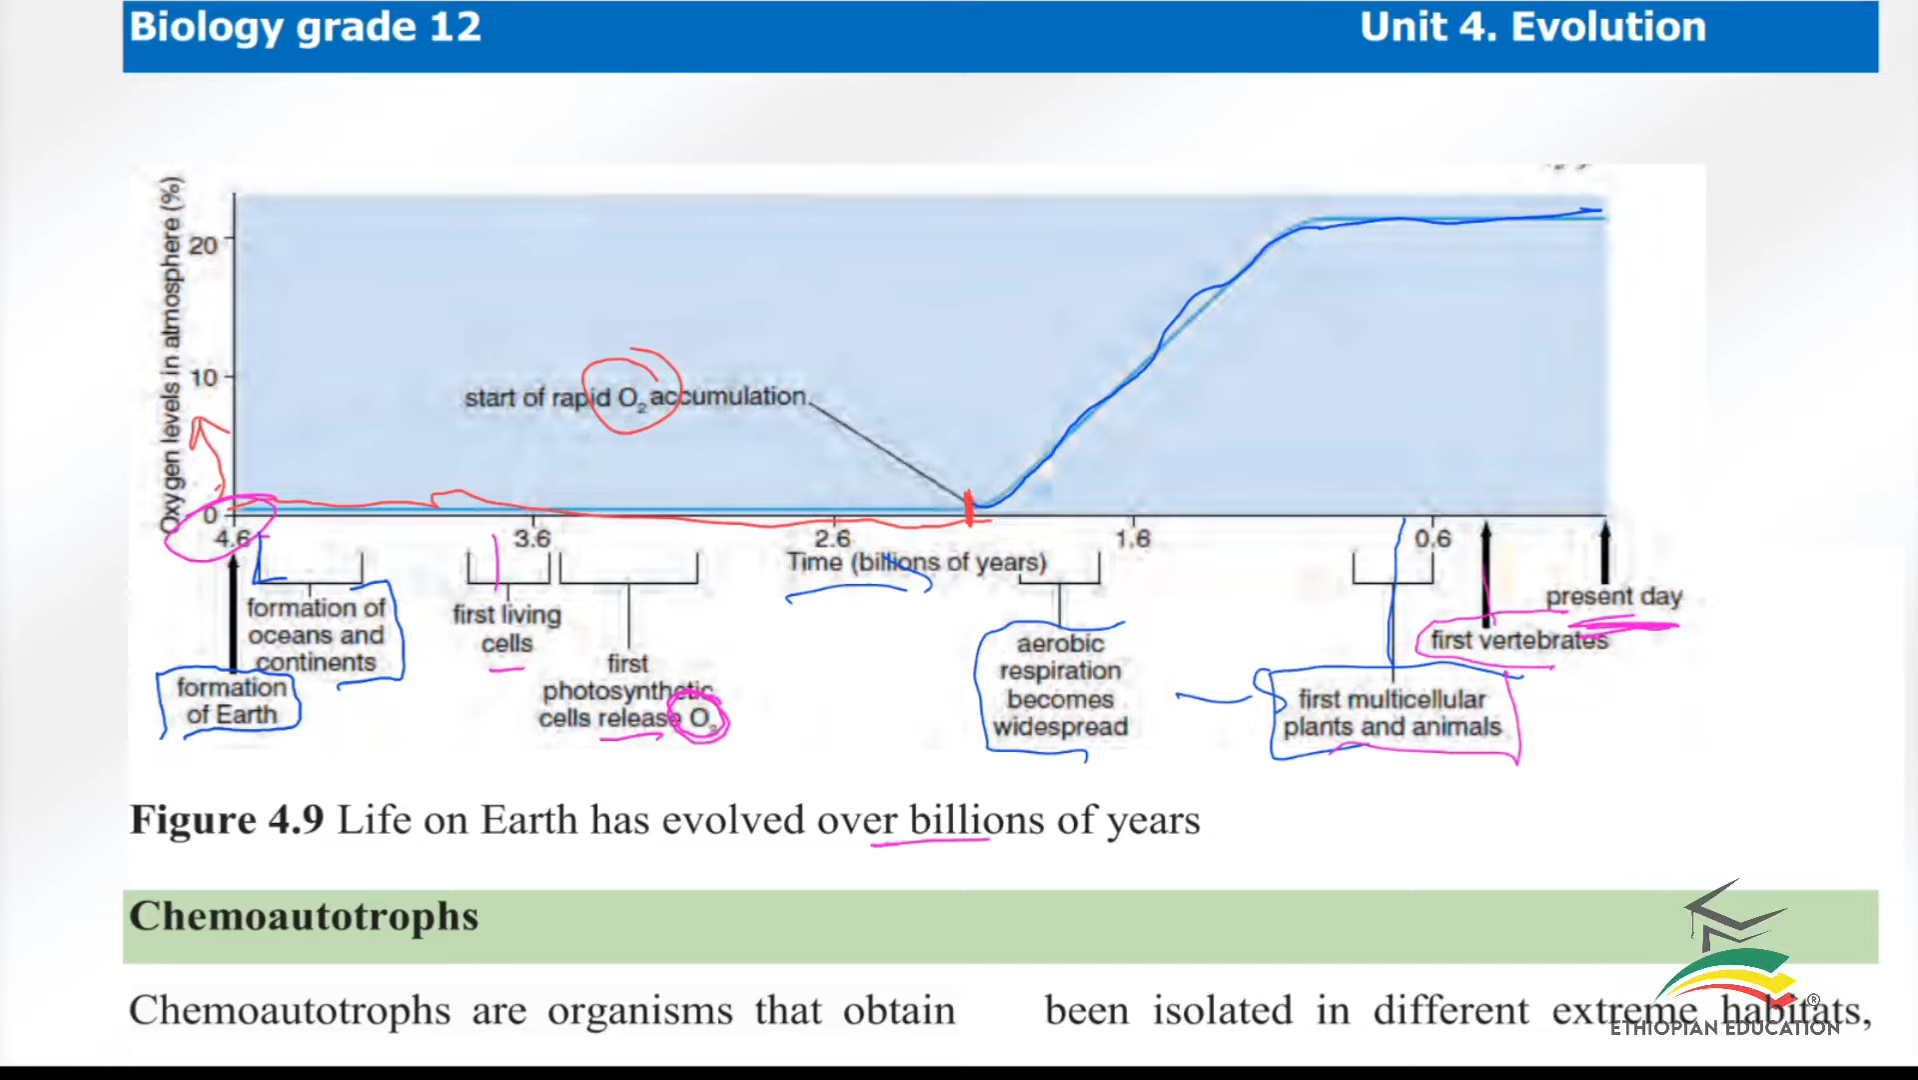 Biology grade 12
Unit 4. Evolution
Oxygen levels in atmosphere (%)
20
10
0
start of rapid O₂ accumulation
4.6
3.6
2.6
1.6
0.6
Time (billions of years)
formation of
oceans and
continents
formation
of Earth
first living
cells
first
photosynthetic
cells release O₂
aerobic
respiration
becomes
widespread
first multicellular
plants and animals
first vertebrates
present day
Figure 4.9 Life on Earth has evolved over billions of years
Chemoautotrophs
Chemoautotrophs are organisms that obtain
been isolated in different extreme habitats,
®
ETHIOPIAN EDUCATION